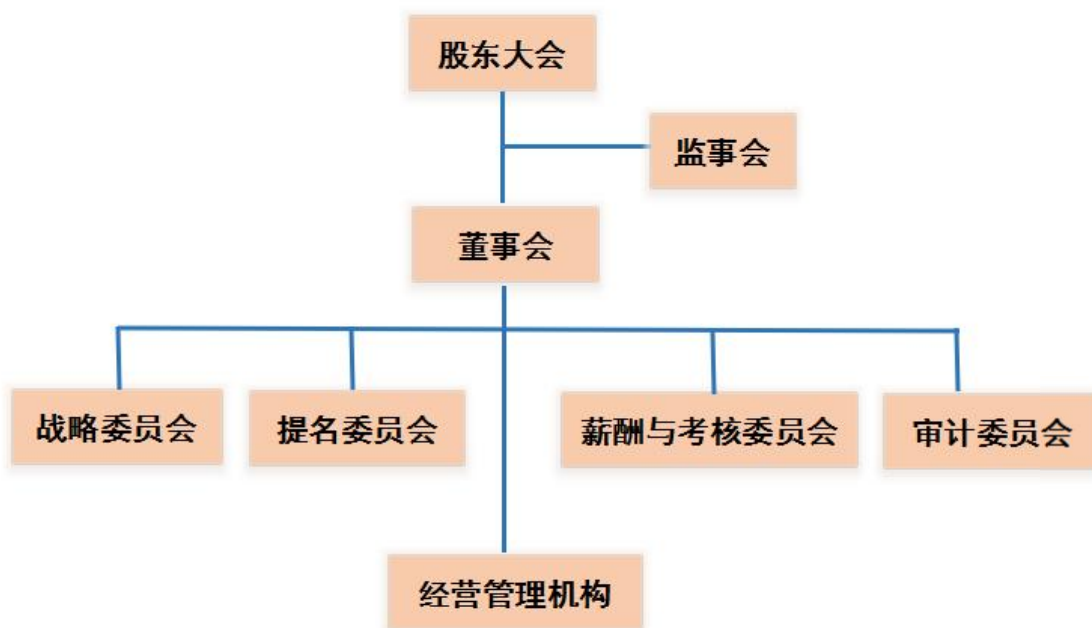 股东大会
监事会
董事会
战略委员会
提名委员会
薪酬与考核委员会
审计委员会
经营管理机构